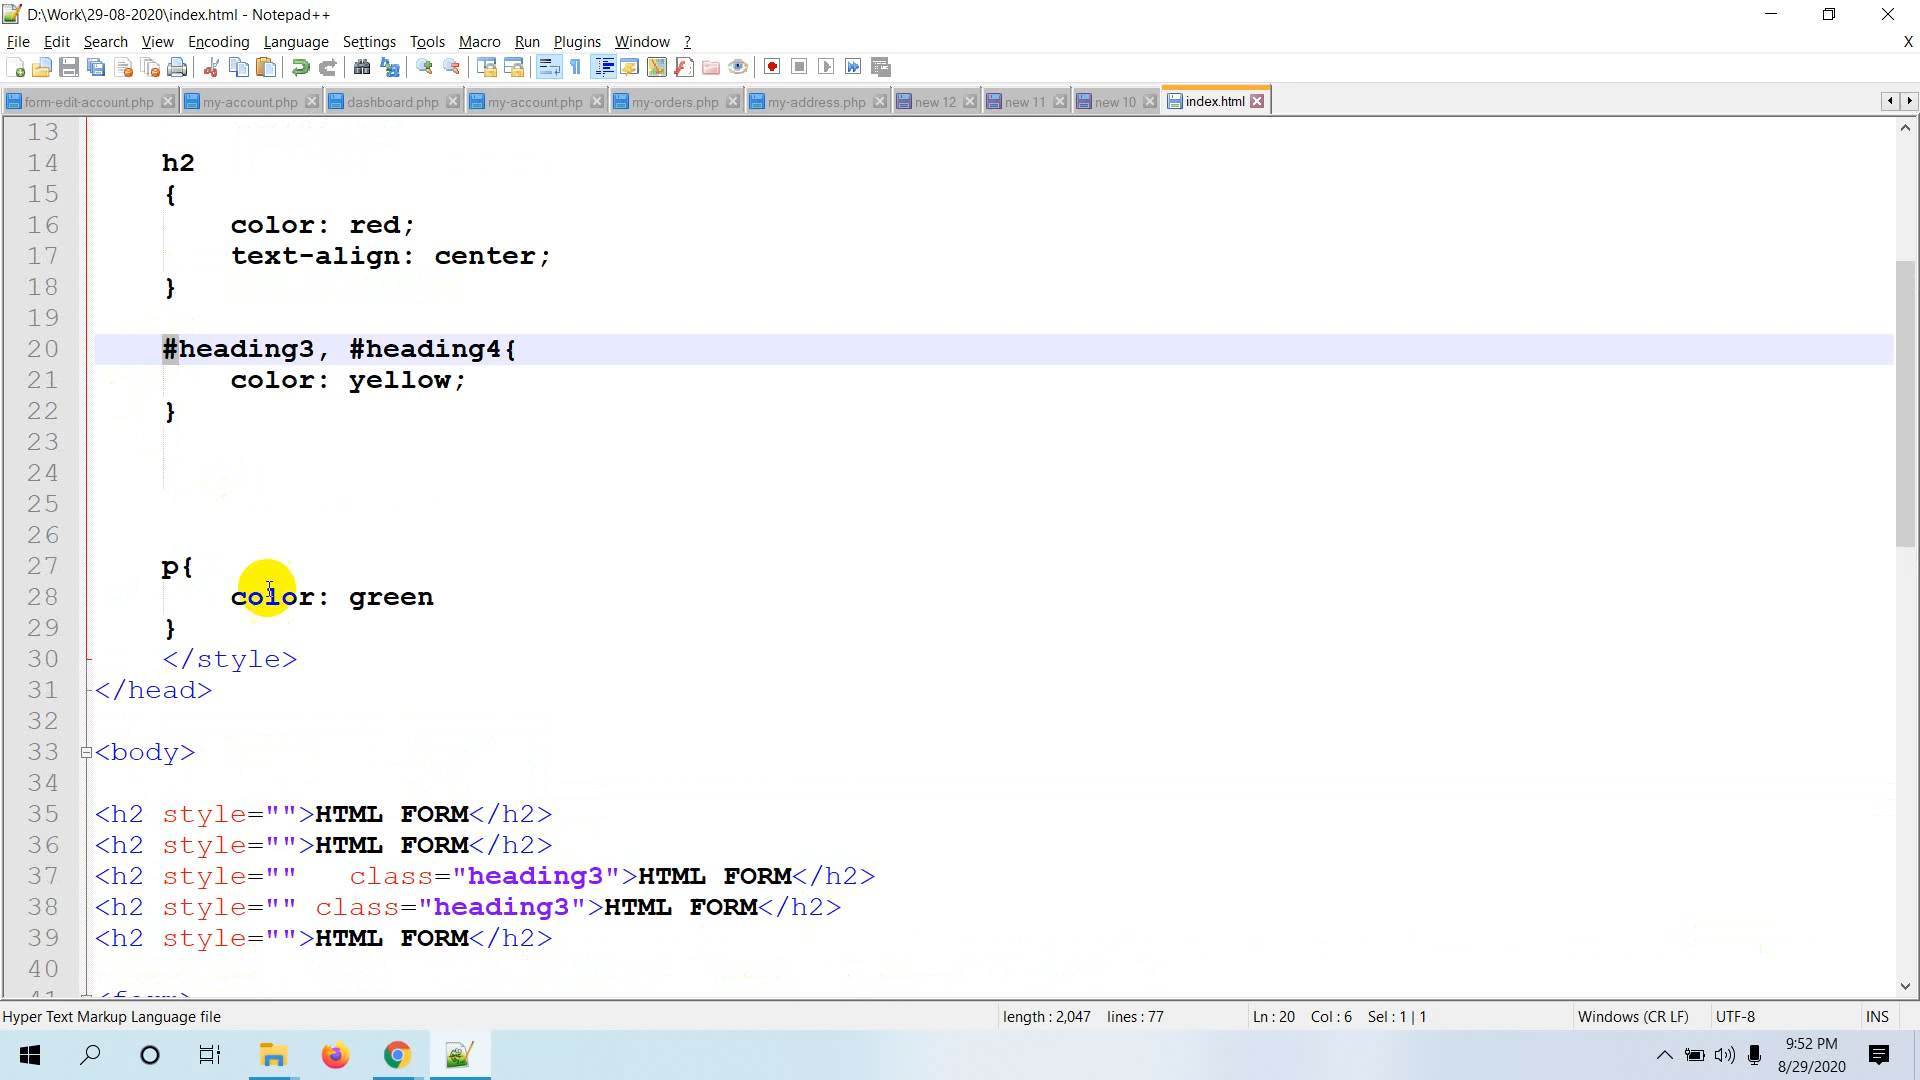 D:\Work\29-08-2020\index.html - Notepad++
File Edit Search View Encoding Language Settings Tools Macro Run Plugins Window ? X
form-edit-account.php my-account.php dashboard.php my-account.php my-orders.php my-address.php new 12 new 11 new 10 index.html
13
14 h2
15 {
16 color: red;
17 text-align: center;
18 }
19
20 #heading3, #heading4{
21 color: yellow;
22 }
23
24
25
26
27 p{
28 color: green
29 }
30 </style>
31 </head>
32
33 <body>
34
35 <h2 style="">HTML FORM</h2>
36 <h2 style="">HTML FORM</h2>
37 <h2 style=""   class="heading3">HTML FORM</h2>
38 <h2 style="" class="heading3">HTML FORM</h2>
39 <h2 style="">HTML FORM</h2>
40
41 <form>
Hyper Text Markup Language file length : 2,047 lines : 77 Ln : 20 Col : 6 Sel : 1 | 1 Windows (CR LF) UTF-8 INS
9:52 PM
8/29/2020